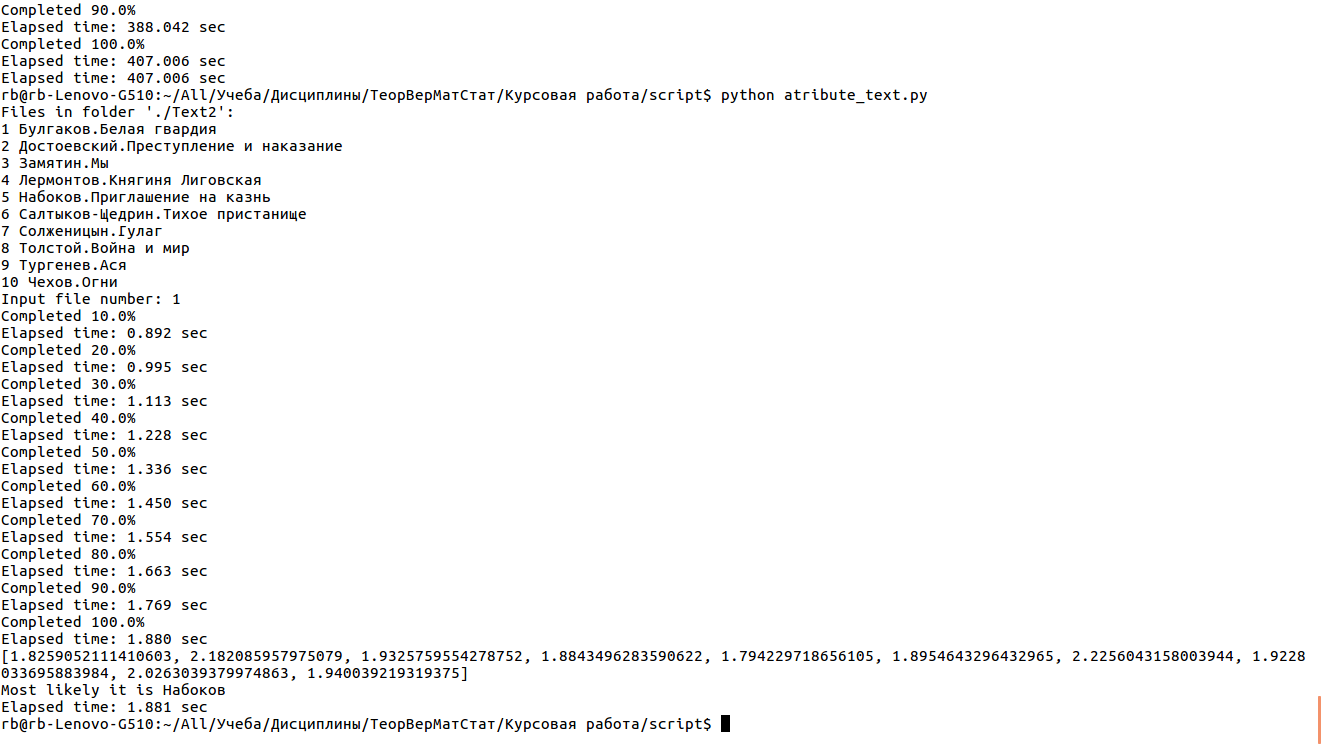 Completed 90.0%
Elapsed time: 388.042 sec
Completed 100.0%
Elapsed time: 407.006 sec
Elapsed time: 407.006 sec
rb@rb-Lenovo-G510:~/All/Учеба/Дисциплины/ТеорВерМатСтат/Курсовая работа/script$ python atribute_text.py
Files in folder './Text2':
1 Булгаков.Белая гвардия
2 Достоевский.Преступление и наказание
3 Замятин.Мы
4 Лермонтов.Княгиня Лиговская
5 Набоков.Приглашение на казнь
6 Салтыков-Щедрин.Тихое пристанище
7 Солженицын.Гулаг
8 Толстой.Война и мир
9 Тургенев.Ася
10 Чехов.Огни
Input file number: 1
Completed 10.0%
Elapsed time: 0.892 sec
Completed 20.0%
Elapsed time: 0.995 sec
Completed 30.0%
Elapsed time: 1.113 sec
Completed 40.0%
Elapsed time: 1.228 sec
Completed 50.0%
Elapsed time: 1.336 sec
Completed 60.0%
Elapsed time: 1.450 sec
Completed 70.0%
Elapsed time: 1.554 sec
Completed 80.0%
Elapsed time: 1.663 sec
Completed 90.0%
Elapsed time: 1.769 sec
Completed 100.0%
Elapsed time: 1.880 sec
[1.8259052111410603, 2.182085957975079, 1.9325759554278752, 1.8843496283590622, 1.794229718656105, 1.8954643296432965, 2.2256043158003944, 1.9228
033695883984, 2.0263039379974863, 1.940039219319375]
Most likely it is Набоков
Elapsed time: 1.881 sec
rb@rb-Lenovo-G510:~/All/Учеба/Дисциплины/ТеорВерМатСтат/Курсовая работа/script$